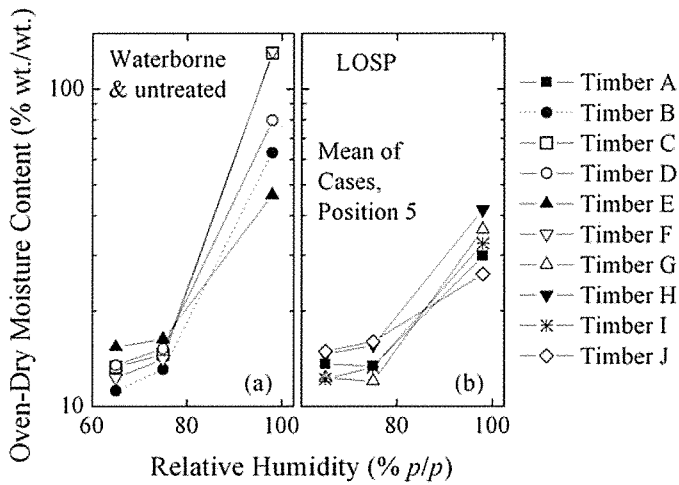 Oven-Dry Moisture Content (% wt./wt.)
100
10
Waterborne
& untreated
(a)
LOSP
Mean of
Cases,
Position 5
(b)
60
80
100
80
100
Relative Humidity (% p/p)
Timber A
Timber B
Timber C
Timber D
Timber E
Timber F
Timber G
Timber H
Timber I
Timber J